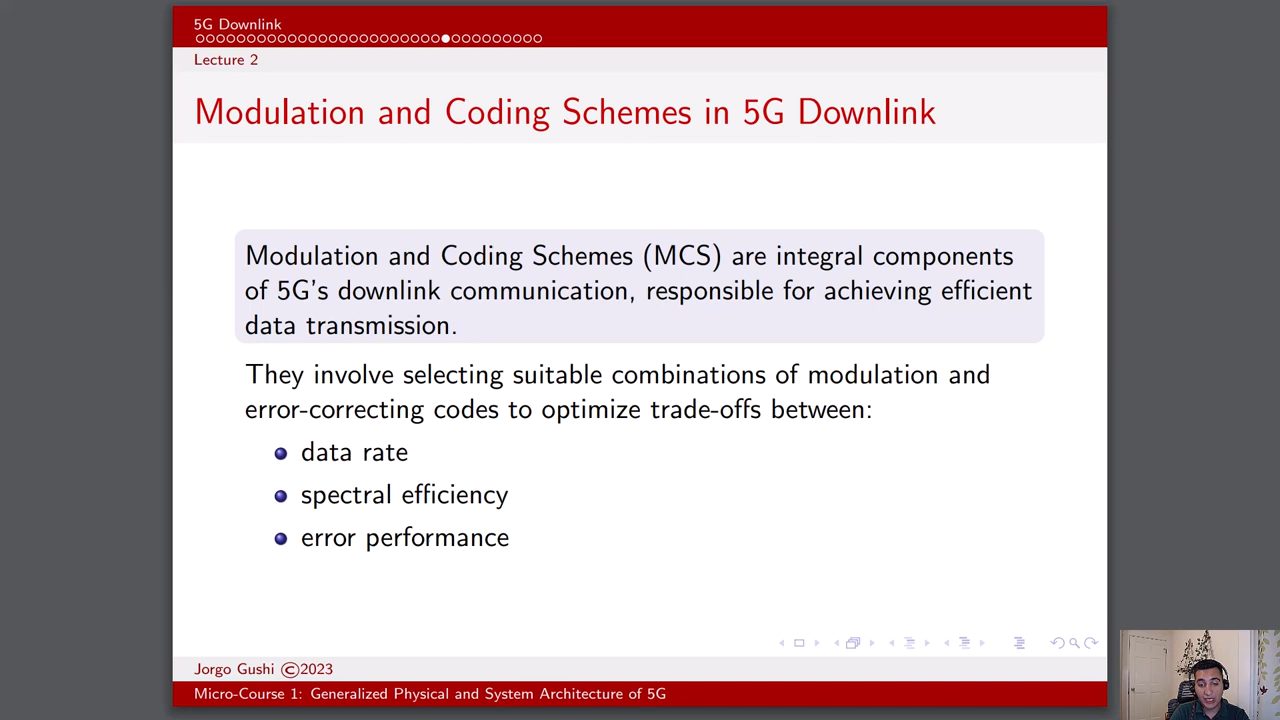 5G Downlink
Lecture 2
Modulation and Coding Schemes in 5G Downlink
Modulation and Coding Schemes (MCS) are integral components
of 5G's downlink communication, responsible for achieving efficient
data transmission.
They involve selecting suitable combinations of modulation and
error-correcting codes to optimize trade-offs between:
data rate
spectral efficiency
error performance
Jorgo Gushi ©2023
Micro-Course 1: Generalized Physical and System Architecture of 5G